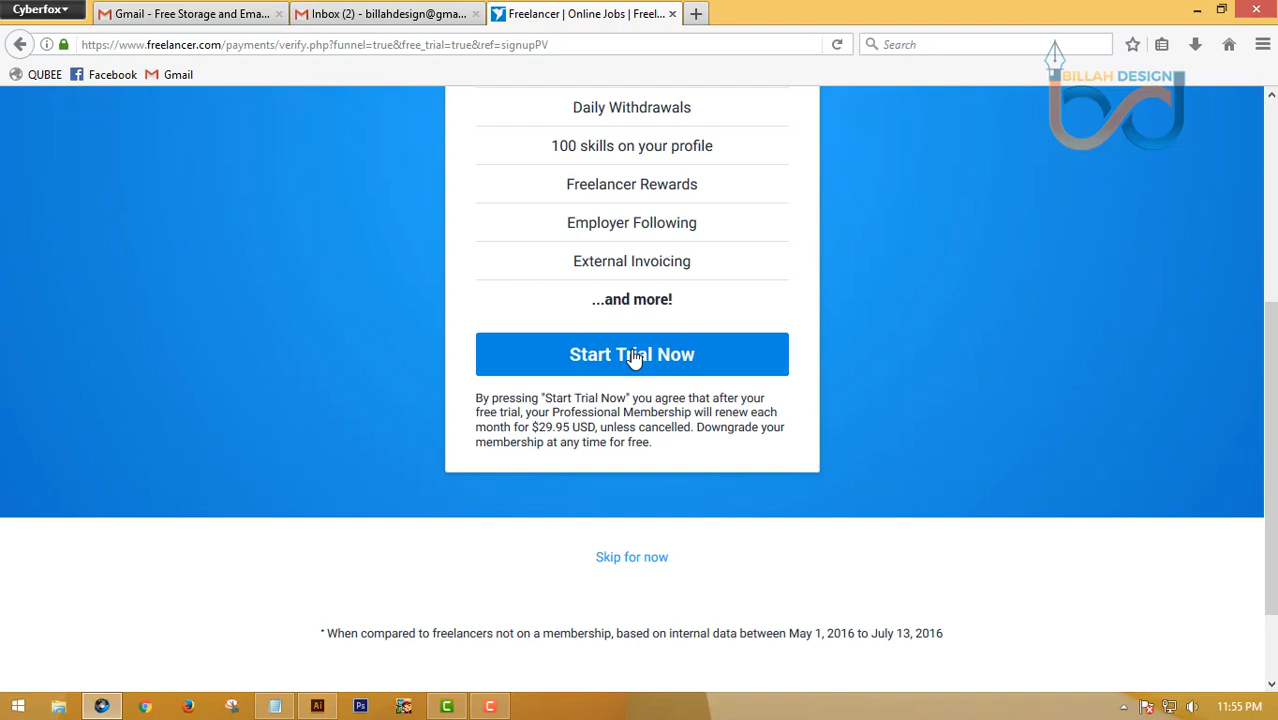 Cyberfox
Gmail - Free Storage and Ema...
Inbox (2) - billahdesign@gma...
Freelancer | Online Jobs | Freel...
https://www.freelancer.com/payments/verify.php?funnel=true&free_trial=true&ref=signupPV
Search
QUBEE
Facebook
Gmail
BILLAH DESIGN
Daily Withdrawals
100 skills on your profile
Freelancer Rewards
Employer Following
External Invoicing
...and more!
Start Trial Now
By pressing "Start Trial Now" you agree that after your
free trial, your Professional Membership will renew each
month for $29.95 USD, unless cancelled. Downgrade your
membership at any time for free.
Skip for now
* When compared to freelancers not on a membership, based on internal data between May 1, 2016 to July 13, 2016
Ai
Ps
11:55 PM